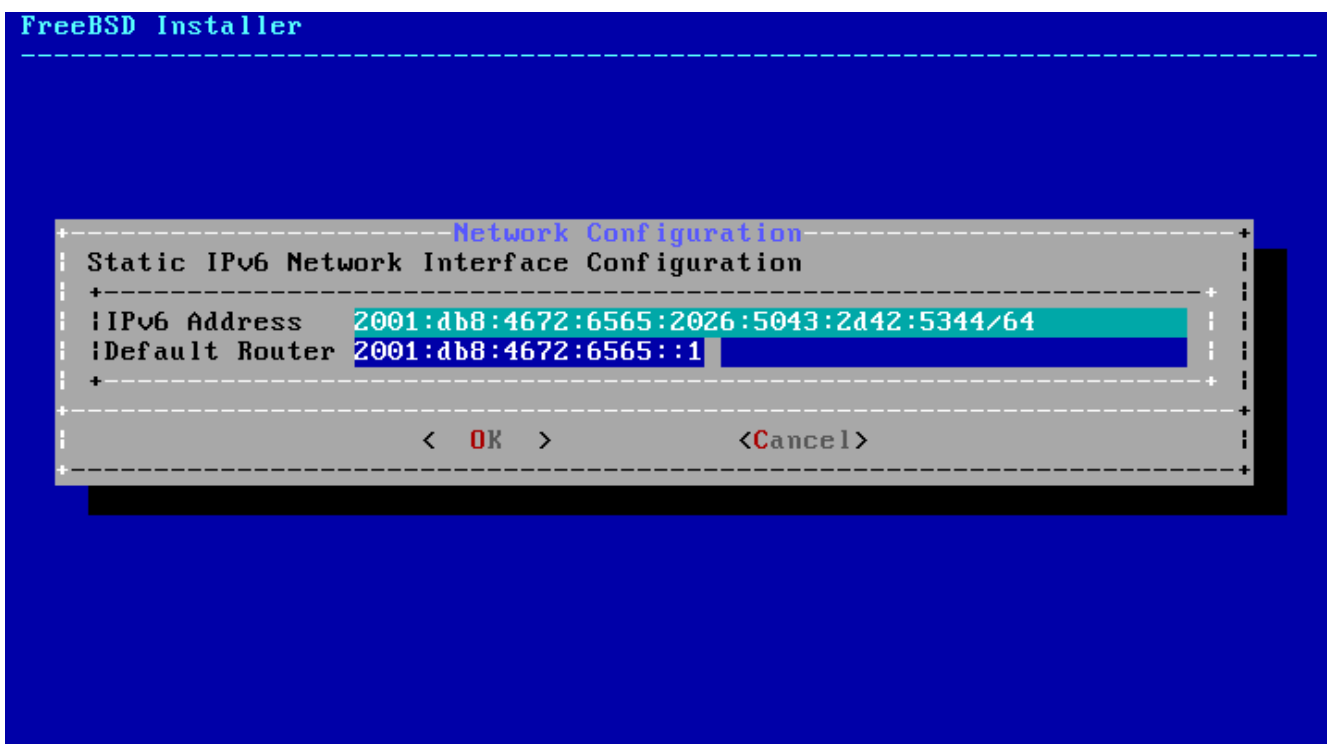 FreeBSD Installer
Network Configuration
Static IPv6 Network Interface Configuration
IPv6 Address 2001:db8:4672:6565:2026:5043:2d42:5344/64
Default Router 2001:db8:4672:6565::1
< OK > <Cancel>